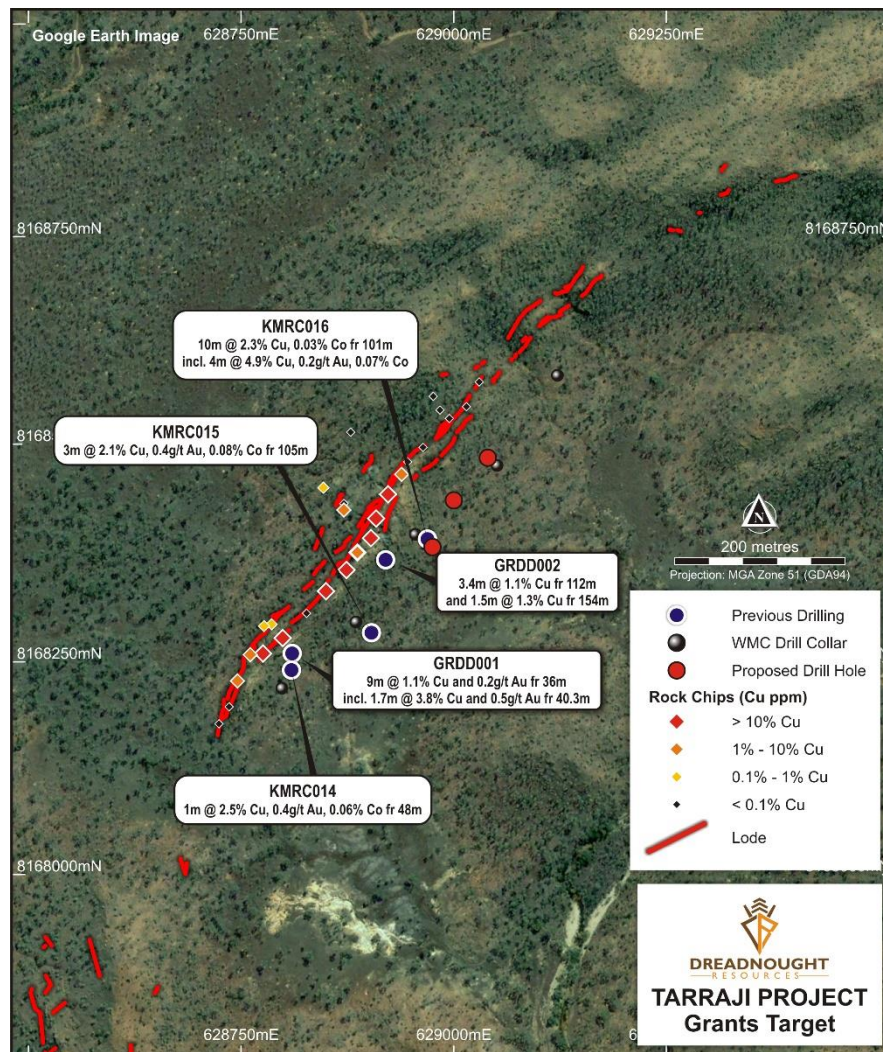 Google Earth Image
628750mE
629000mE
629250mE
8168750mN
8168750mN
KMRC016
10m @ 2.3% Cu, 0.03% Co fr 101m
incl. 4m @ 4.9% Cu, 0.2g/t Au, 0.07% Co
KMRC015
3m @ 2.1% Cu, 0.4g/t Au, 0.08% Co fr 105m
N
200 metres
Projection: MGA Zone 51 (GDA94)
GRDD002
3.4m @ 1.1% Cu fr 112m
and 1.5m @ 1.3% Cu fr 154m
8168250mN
GRDD001
9m @ 1.1% Cu and 0.2g/t Au fr 36m
incl. 1.7m @ 3.8% Cu and 0.5g/t Au fr 40.3m
KMRC014
1m @ 2.5% Cu, 0.4g/t Au, 0.06% Co fr 48m
Previous Drilling
WMC Drill Collar
Proposed Drill Hole
Rock Chips (Cu ppm)
> 10% Cu
1% - 10% Cu
0.1% - 1% Cu
< 0.1% Cu
Lode
8168000mN
DREADNOUGHT
RESOURCES
TARRAJI PROJECT
Grants Target
628750mE
629000mE